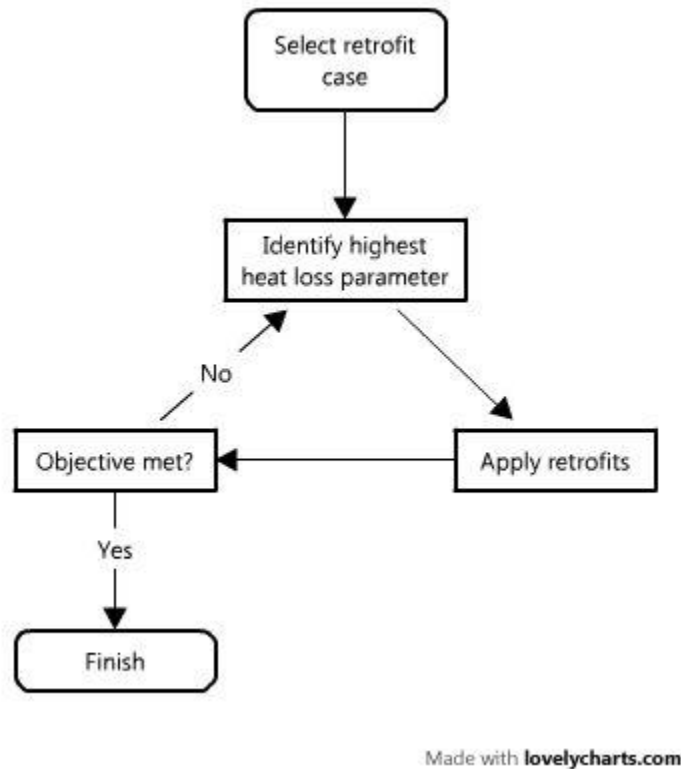 Select retrofit
case
Identify highest
heat loss parameter
No
Objective met?
Apply retrofits
Yes
Finish
Made with lovelycharts.com